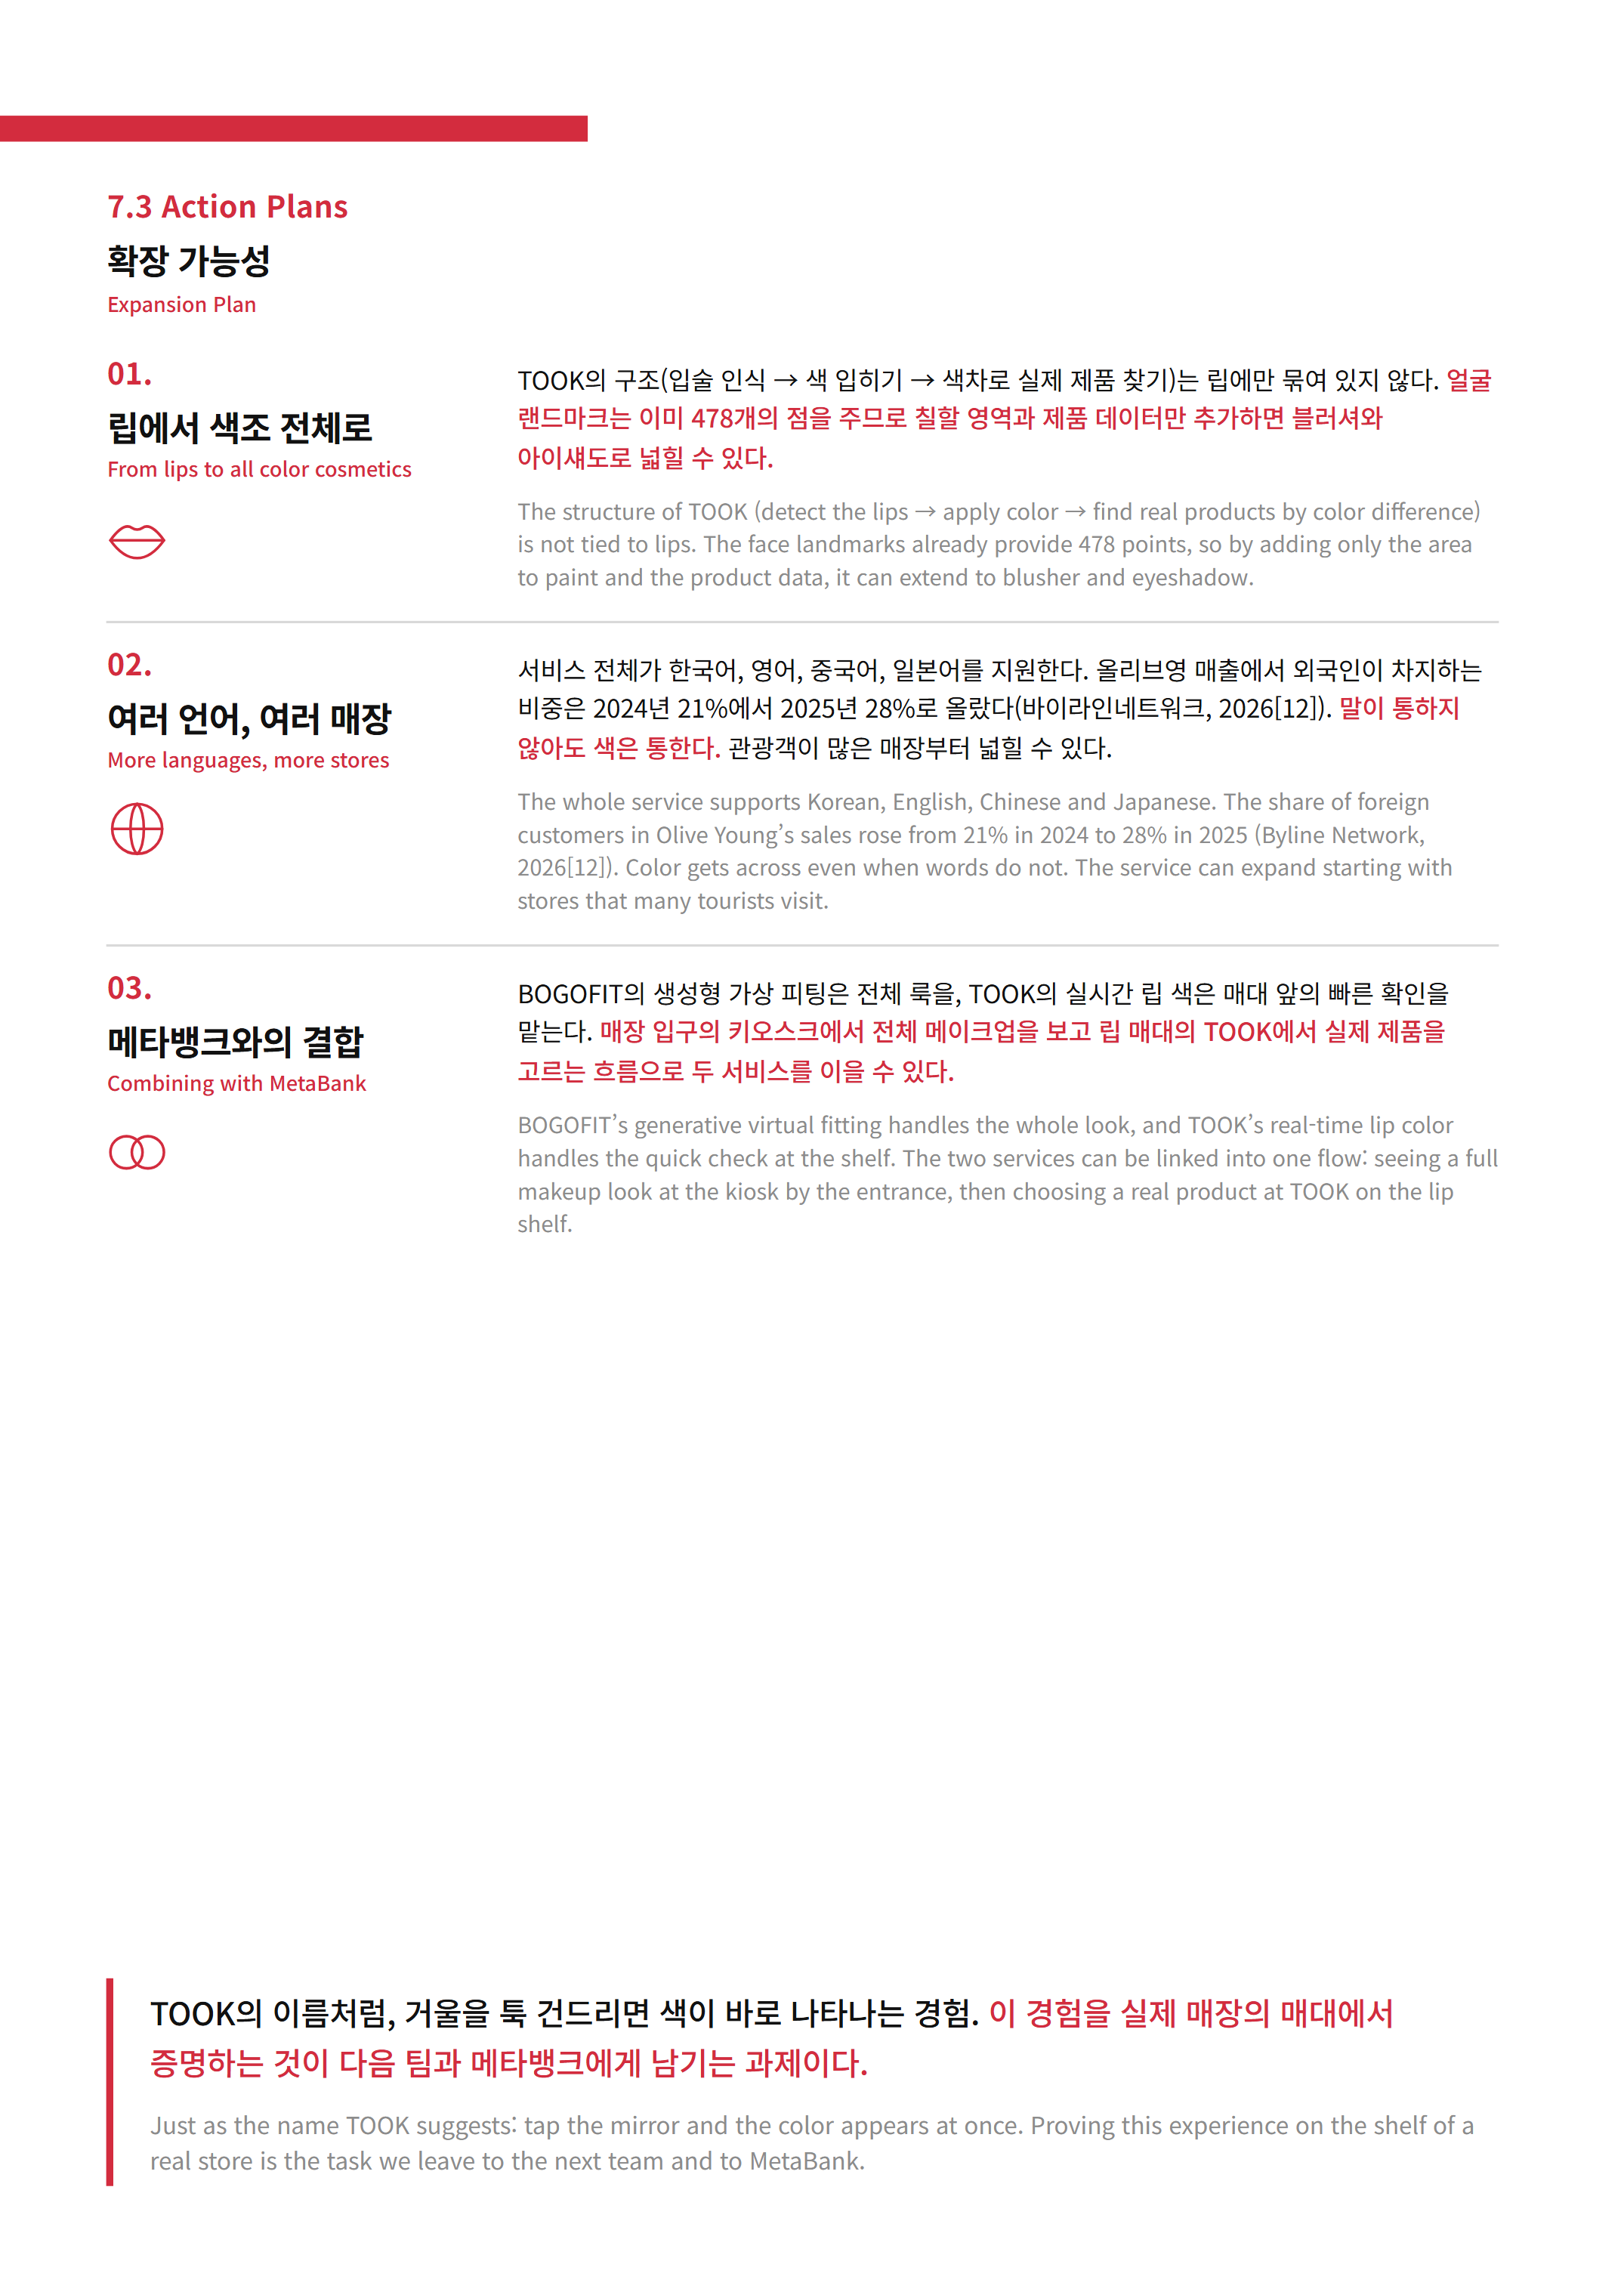 7.3 Action Plans
확장 가능성
Expansion Plan
01.
립에서 색조 전체로
From lips to all color cosmetics
TOOK의 구조(입술 인식 → 색 입히기 → 색차로 실제 제품 찾기)는 립에만 묶여 있지 않다. 얼굴
랜드마크는 이미 478개의 점을 주므로 칠할 영역과 제품 데이터만 추가하면 블러셔와
아이섀도로 넓힐 수 있다.
The structure of TOOK (detect the lips → apply color → find real products by color difference)
is not tied to lips. The face landmarks already provide 478 points, so by adding only the area
to paint and the product data, it can extend to blusher and eyeshadow.
02.
여러 언어, 여러 매장
More languages, more stores
서비스 전체가 한국어, 영어, 중국어, 일본어를 지원한다. 올리브영 매출에서 외국인이 차지하는
비중은 2024년 21%에서 2025년 28%로 올랐다(바이라인네트워크, 2026[12]). 말이 통하지
않아도 색은 통한다. 관광객이 많은 매장부터 넓힐 수 있다.
The whole service supports Korean, English, Chinese and Japanese. The share of foreign
customers in Olive Young’s sales rose from 21% in 2024 to 28% in 2025 (Byline Network,
2026[12]). Color gets across even when words do not. The service can expand starting with
stores that many tourists visit.
03.
메타뱅크와의 결합
Combining with MetaBank
BOGOFIT의 생성형 가상 피팅은 전체 룩을, TOOK의 실시간 립 색은 매대 앞의 빠른 확인을
맡는다. 매장 입구의 키오스크에서 전체 메이크업을 보고 립 매대의 TOOK에서 실제 제품을
고르는 흐름으로 두 서비스를 이을 수 있다.
BOGOFIT’s generative virtual fitting handles the whole look, and TOOK’s real-time lip color
handles the quick check at the shelf. The two services can be linked into one flow: seeing a full
makeup look at the kiosk by the entrance, then choosing a real product at TOOK on the lip
shelf.
TOOK의 이름처럼, 거울을 툭 건드리면 색이 바로 나타나는 경험. 이 경험을 실제 매장의 매대에서
증명하는 것이 다음 팀과 메타뱅크에게 남기는 과제이다.
Just as the name TOOK suggests: tap the mirror and the color appears at once. Proving this experience on the shelf of a
real store is the task we leave to the next team and to MetaBank.